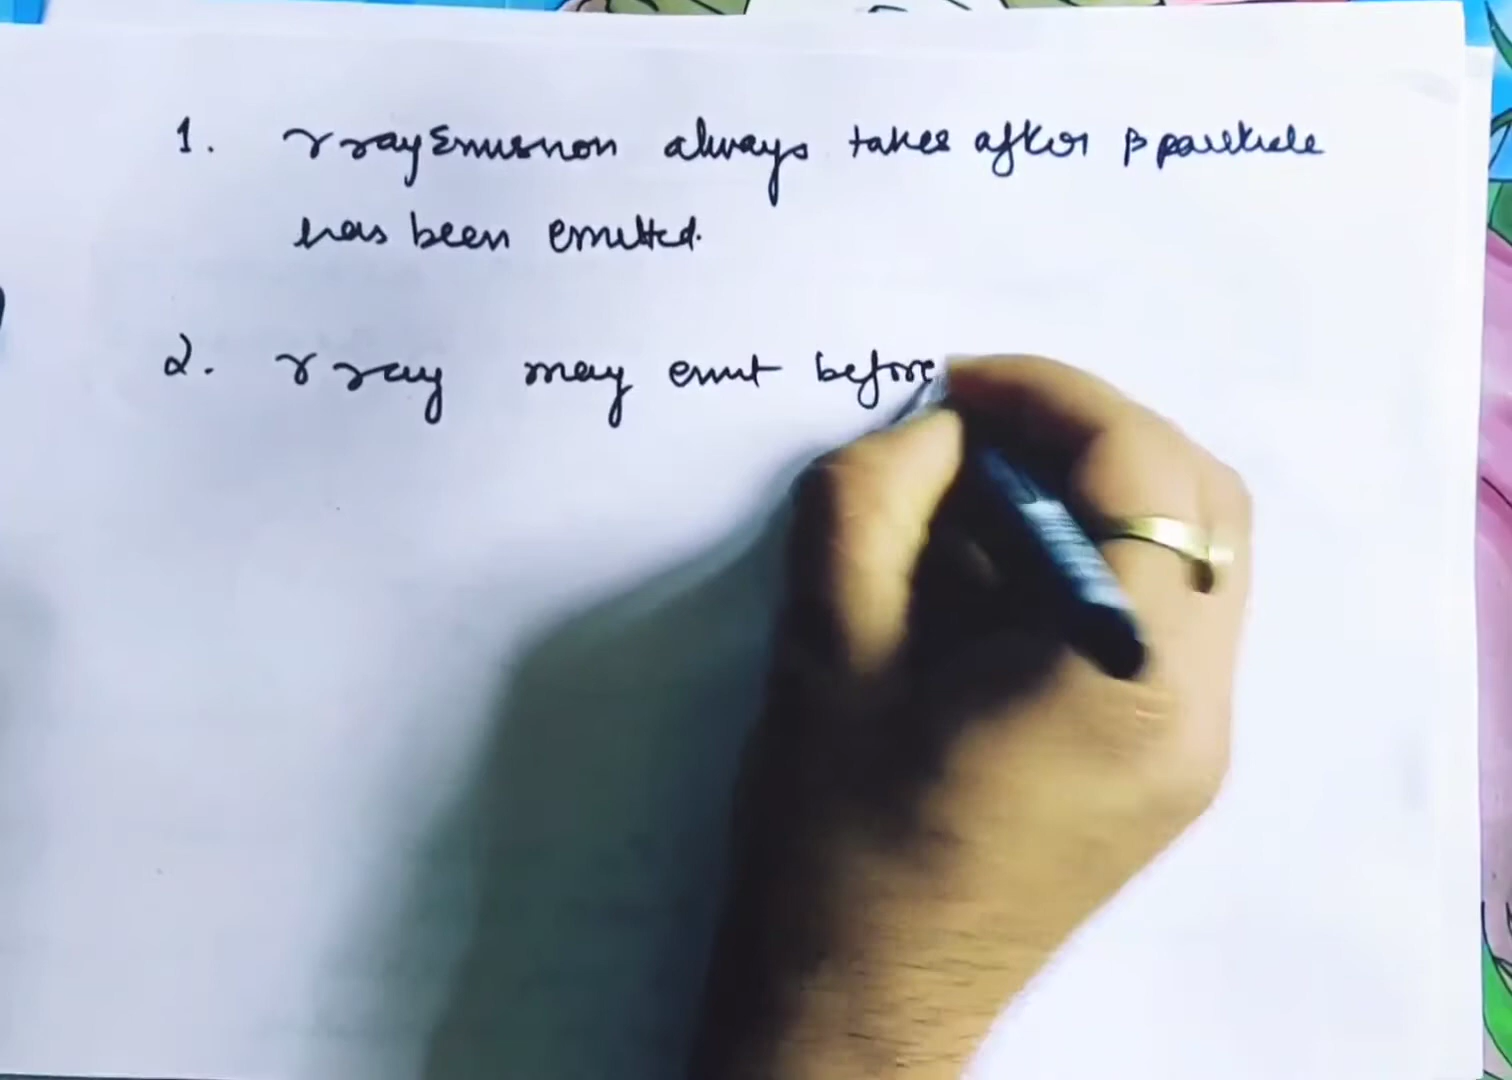 1. γ ray Emission always takes after β particle
has been emitted.
2. γ ray may emit before